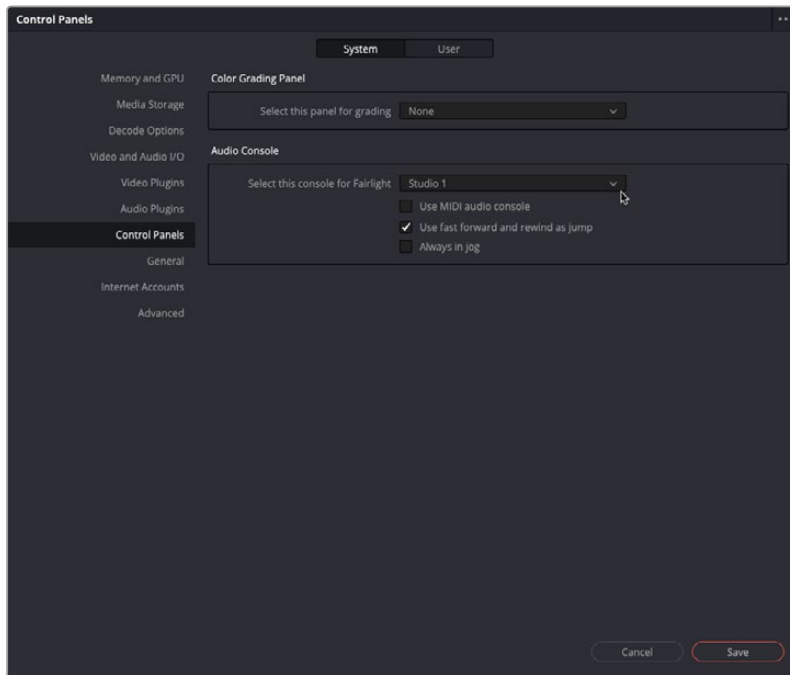 Control Panels
System User
Memory and GPU
Media Storage
Decode Options
Video and Audio I/O
Video Plugins
Audio Plugins
Control Panels
General
Internet Accounts
Advanced
Color Grading Panel
Select this panel for grading None
Audio Console
Select this console for Fairlight Studio 1
Use MIDI audio console
Use fast forward and rewind as jump
Always in jog
Cancel Save